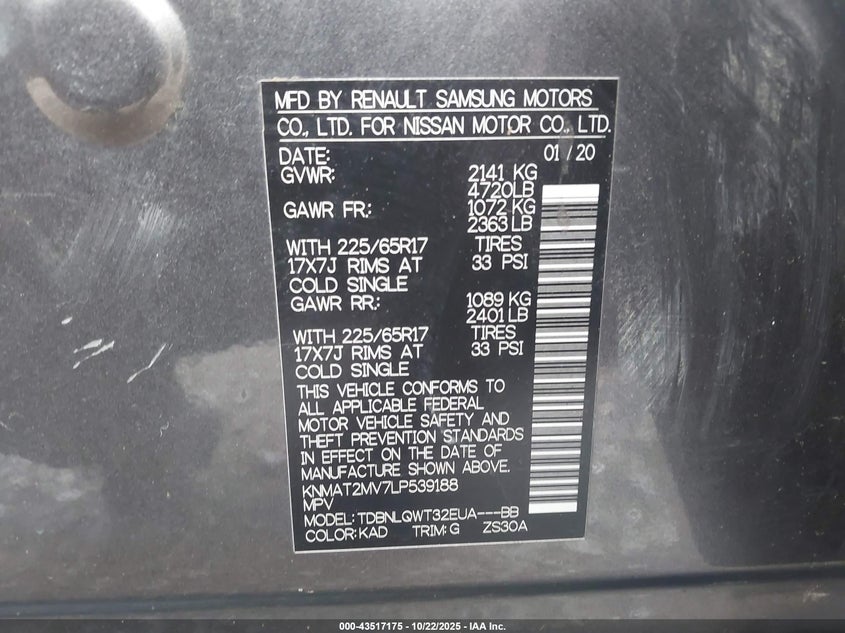 MFD BY RENAULT SAMSUNG MOTORS
CO., LTD. FOR NISSAN MOTOR CO., LTD.
DATE: 01 / 20
GVWR: 2141 KG
4720LB
GAWR FR.: 1072 KG
2363 LB
WITH 225/65R17 TIRES
17X7J RIMS AT 33 PSI
COLD SINGLE
GAWR RR.: 1089 KG
2401 LB
WITH 225/65R17 TIRES
17X7J RIMS AT 33 PSI
COLD SINGLE
THIS VEHICLE CONFORMS TO
ALL APPLICABLE FEDERAL
MOTOR VEHICLE SAFETY AND
THEFT PREVENTION STANDARDS
IN EFFECT ON THE DATE OF
MANUFACTURE SHOWN ABOVE.
KNMAT2MV7LP539188
MPV
MODEL: TDBNLQWT32EUA---BB
COLOR: KAD TRIM: G ZS30A
000-43517175 - 10/22/2025 - IAA Inc.